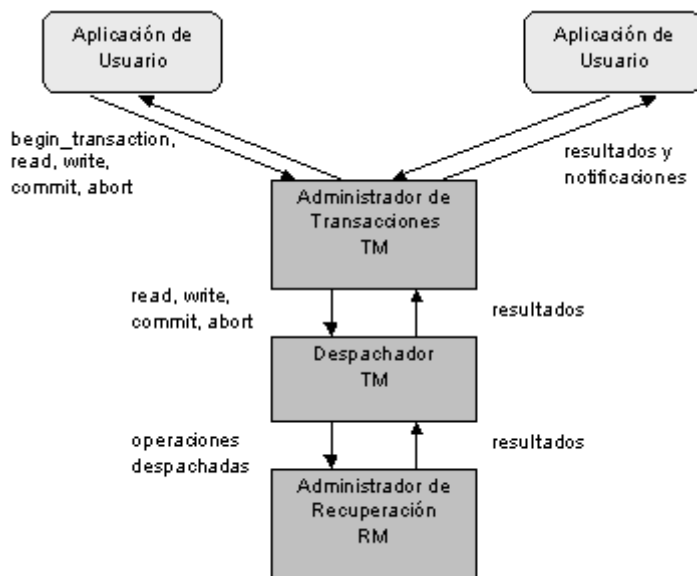 Aplicación de
Usuario
Aplicación de
Usuario
begin_transaction,
read, write,
commit, abort
resultados y
notificaciones
Administrador de
Transacciones
TM
read, write,
commit, abort
resultados
Despachador
TM
operaciones
despachadas
resultados
Administrador de
Recuperación
RM